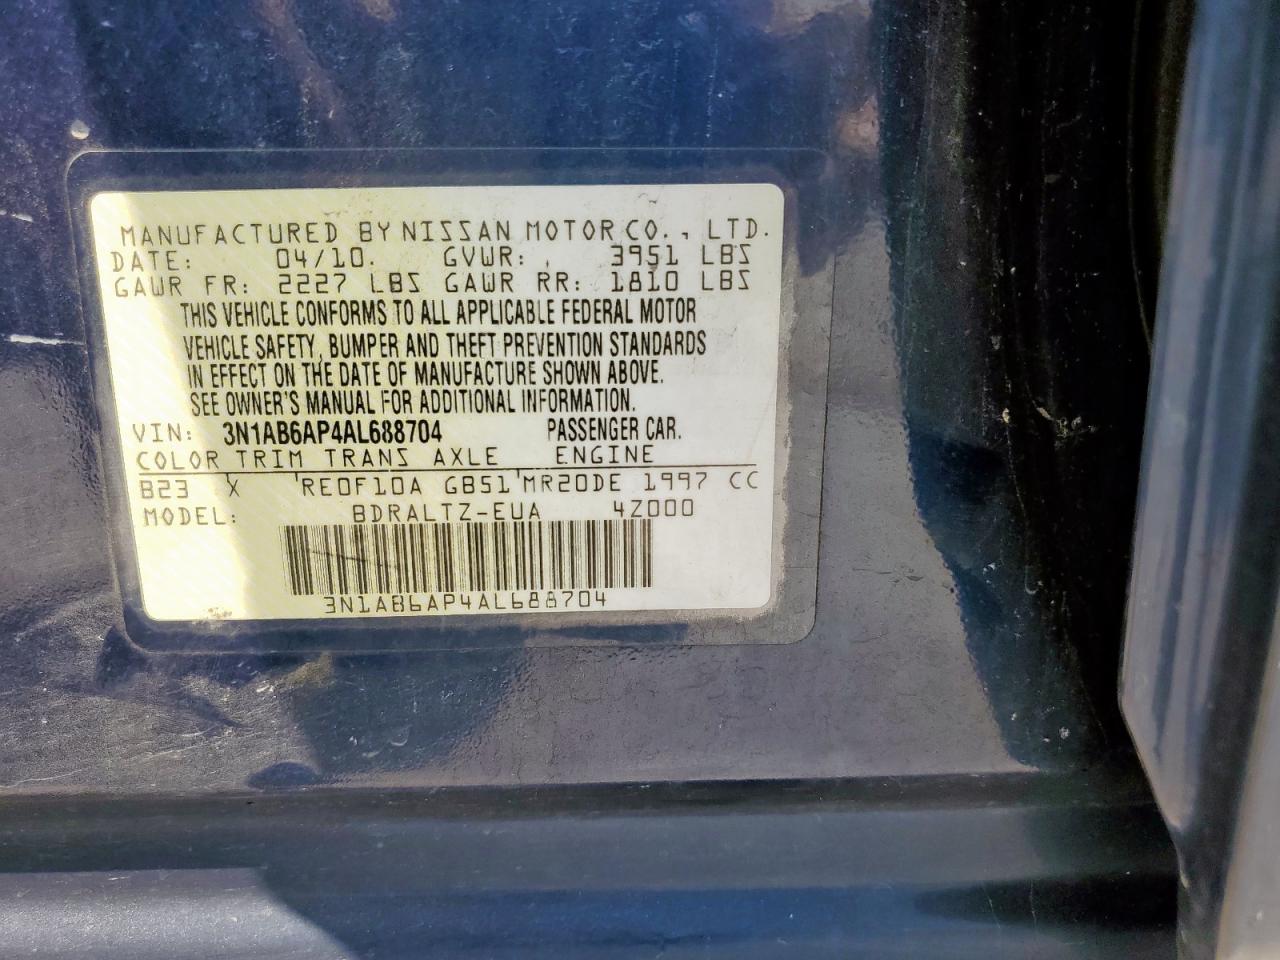 MANUFACTURED BY NISSAN MOTOR CO., LTD.
DATE: 04/10. GVWR: 3951 LBS
GAWR FR: 2227 LBS GAWR RR: 1810 LBS
THIS VEHICLE CONFORMS TO ALL APPLICABLE FEDERAL MOTOR
VEHICLE SAFETY, BUMPER AND THEFT PREVENTION STANDARDS
IN EFFECT ON THE DATE OF MANUFACTURE SHOWN ABOVE.
SEE OWNER'S MANUAL FOR ADDITIONAL INFORMATION.
VIN: 3N1AB6AP4AL688704 PASSENGER CAR.
COLOR TRIM TRANS AXLE ENGINE
B23 X RE0F10A GB51 MR20DE 1997 CC
MODEL: BDRALTZ-EUA 4Z000
3N1AB6AP4AL688704